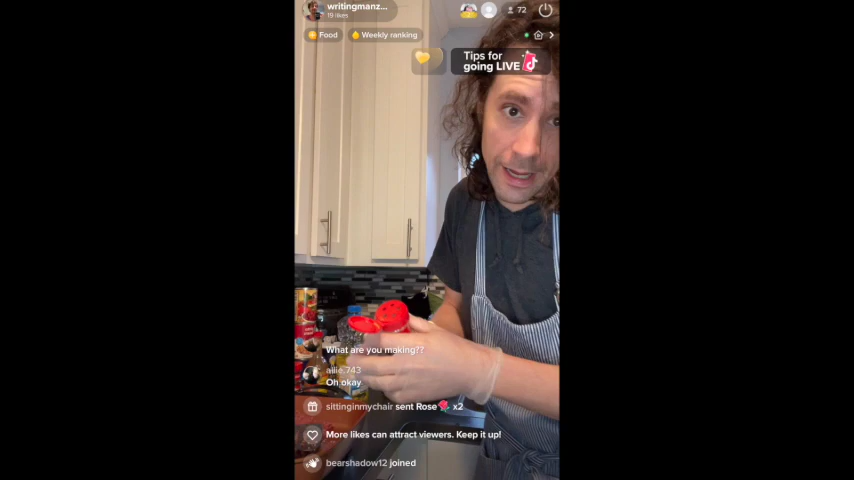 writingmanz...
19 likes
72
Food
Weekly ranking
Tips for
going LIVE
What are you making??
allie.743
Oh okay
sittinginmychair sent Rose x2
More likes can attract viewers. Keep it up!
bearshadow12 joined